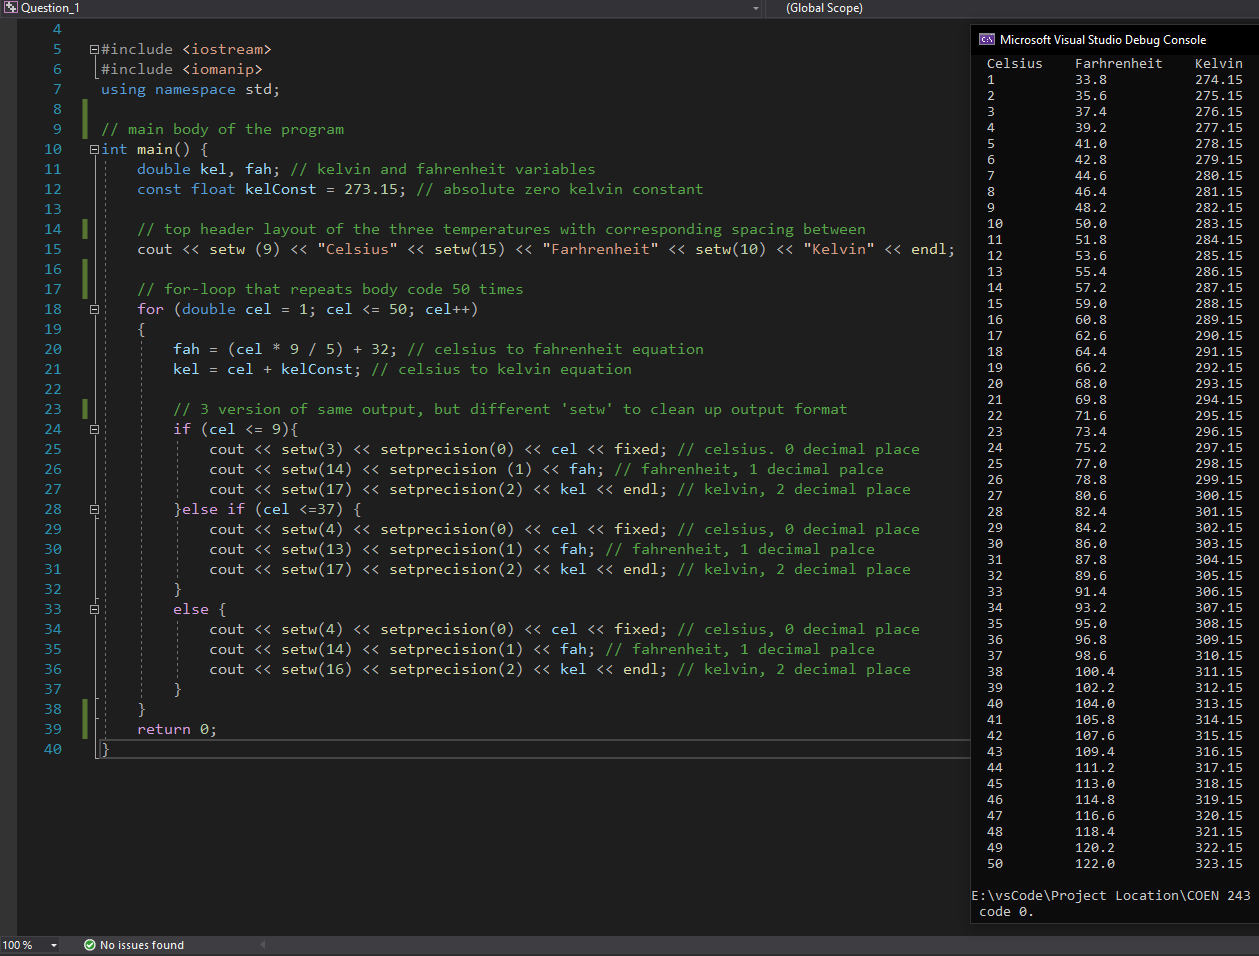 Question_1
(Global Scope)
4
5 #include <iostream>
6 #include <iomanip>
7 using namespace std;
8
9 // main body of the program
10 int main() {
11 double kel, fah; // kelvin and fahrenheit variables
12 const float kelConst = 273.15; // absolute zero kelvin constant
13
14 // top header layout of the three temperatures with corresponding spacing between
15 cout << setw (9) << "Celsius" << setw(15) << "Farhrenheit" << setw(10) << "Kelvin" << endl;
16
17 // for-loop that repeats body code 50 times
18 for (double cel = 1; cel <= 50; cel++)
19 {
20 fah = (cel * 9 / 5) + 32; // celsius to fahrenheit equation
21 kel = cel + kelConst; // celsius to kelvin equation
22
23 // 3 version of same output, but different 'setw' to clean up output format
24 if (cel <= 9){
25 cout << setw(3) << setprecision(0) << cel << fixed; // celsius. 0 decimal place
26 cout << setw(14) << setprecision (1) << fah; // fahrenheit, 1 decimal palce
27 cout << setw(17) << setprecision(2) << kel << endl; // kelvin, 2 decimal place
28 }else if (cel <=37) {
29 cout << setw(4) << setprecision(0) << cel << fixed; // celsius, 0 decimal place
30 cout << setw(13) << setprecision(1) << fah; // fahrenheit, 1 decimal palce
31 cout << setw(17) << setprecision(2) << kel << endl; // kelvin, 2 decimal place
32 }
33 else {
34 cout << setw(4) << setprecision(0) << cel << fixed; // celsius, 0 decimal place
35 cout << setw(14) << setprecision(1) << fah; // fahrenheit, 1 decimal palce
36 cout << setw(16) << setprecision(2) << kel << endl; // kelvin, 2 decimal place
37 }
38 }
39 return 0;
40 }
100 %
No issues found
Microsoft Visual Studio Debug Console
Celsius Farhrenheit Kelvin
1 33.8 274.15
2 35.6 275.15
3 37.4 276.15
4 39.2 277.15
5 41.0 278.15
6 42.8 279.15
7 44.6 280.15
8 46.4 281.15
9 48.2 282.15
10 50.0 283.15
11 51.8 284.15
12 53.6 285.15
13 55.4 286.15
14 57.2 287.15
15 59.0 288.15
16 60.8 289.15
17 62.6 290.15
18 64.4 291.15
19 66.2 292.15
20 68.0 293.15
21 69.8 294.15
22 71.6 295.15
23 73.4 296.15
24 75.2 297.15
25 77.0 298.15
26 78.8 299.15
27 80.6 300.15
28 82.4 301.15
29 84.2 302.15
30 86.0 303.15
31 87.8 304.15
32 89.6 305.15
33 91.4 306.15
34 93.2 307.15
35 95.0 308.15
36 96.8 309.15
37 98.6 310.15
38 100.4 311.15
39 102.2 312.15
40 104.0 313.15
41 105.8 314.15
42 107.6 315.15
43 109.4 316.15
44 111.2 317.15
45 113.0 318.15
46 114.8 319.15
47 116.6 320.15
48 118.4 321.15
49 120.2 322.15
50 122.0 323.15
E:\vsCode\Project Location\COEN 243
code 0.